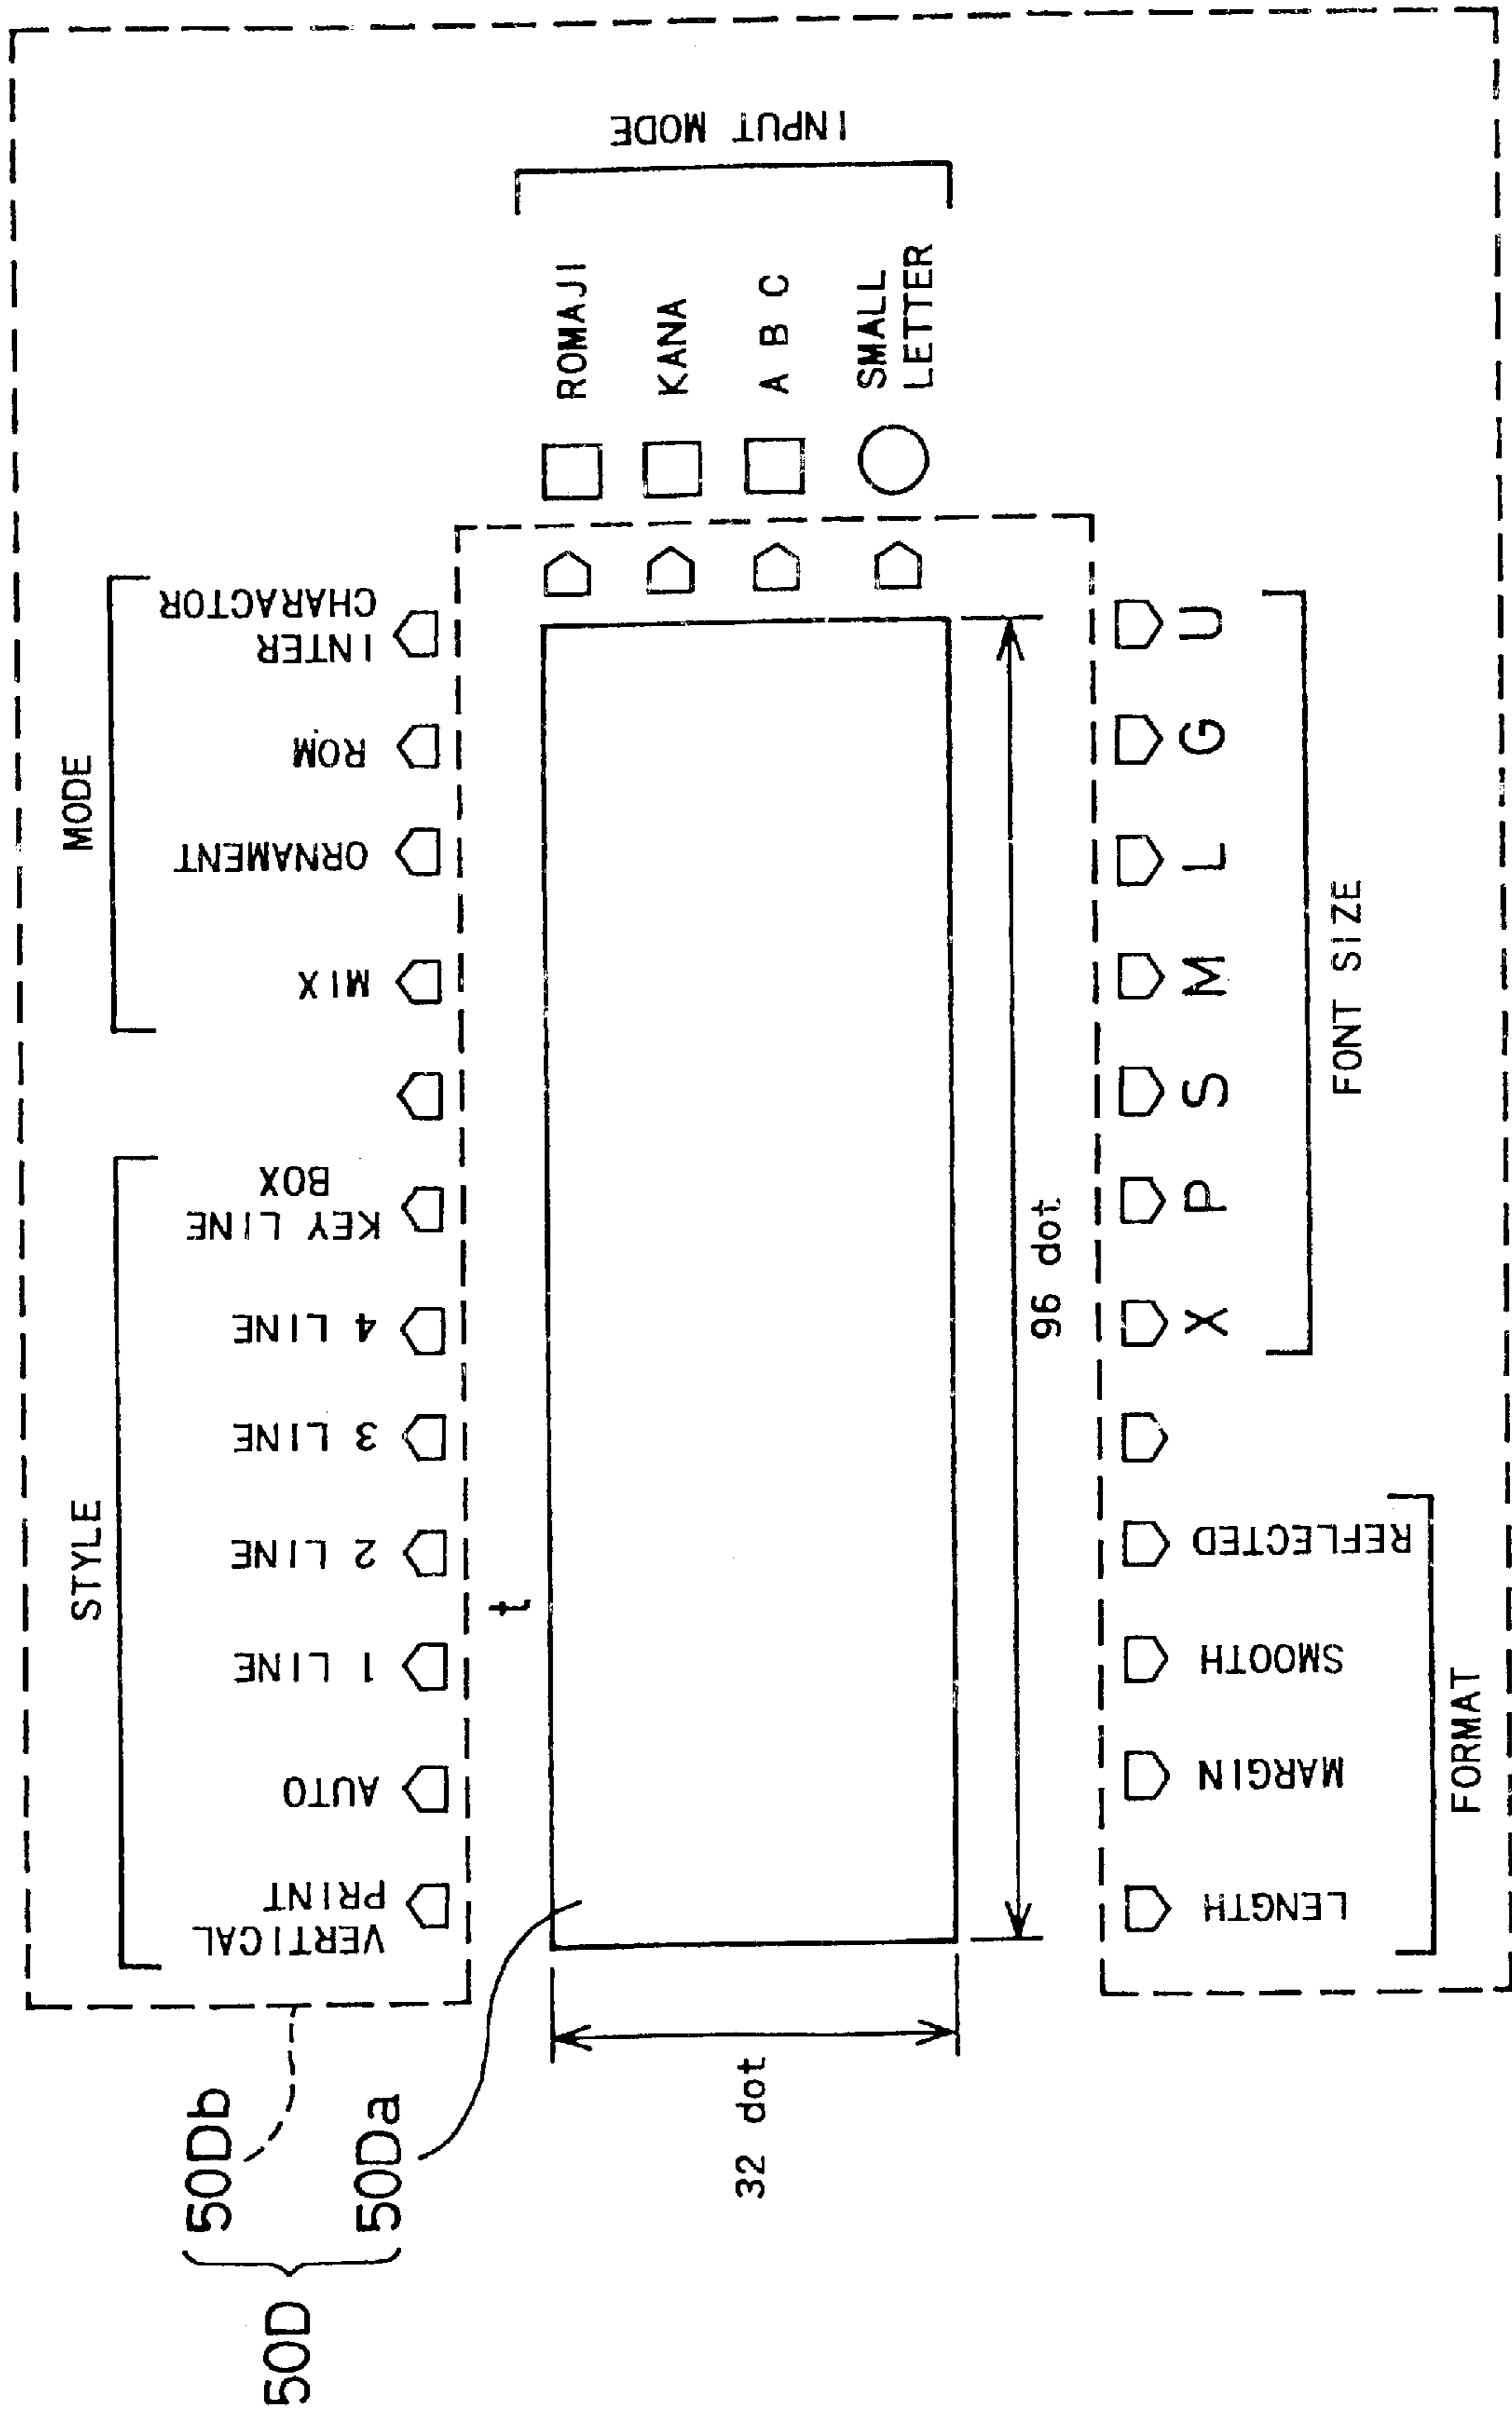 50D
50Db
50Da
STYLE
MODE
VERTICAL
PRINT
AUTO
1 LINE
2 LINE
3 LINE
4 LINE
KEY LINE
BOX
MIX
ORNAMENT
ROM
INTER
CHARACTOR
t
ROMAJI
KANA
A B C
SMALL
LETTER
INPUT MODE
32 dot
96 dot
LENGTH
MARGIN
SMOOTH
REFLECTED
X
P
S
M
L
G
U
FORMAT
FONT SIZE